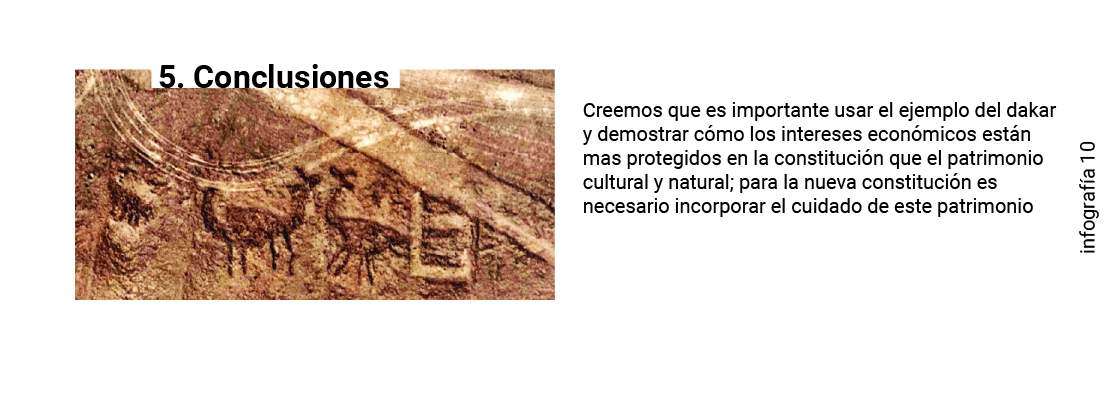 5. Conclusiones
Creemos que es importante usar el ejemplo del dakar
y demostrar cómo los intereses económicos están
mas protegidos en la constitución que el patrimonio
cultural y natural; para la nueva constitución es
necesario incorporar el cuidado de este patrimonio
infografía 10